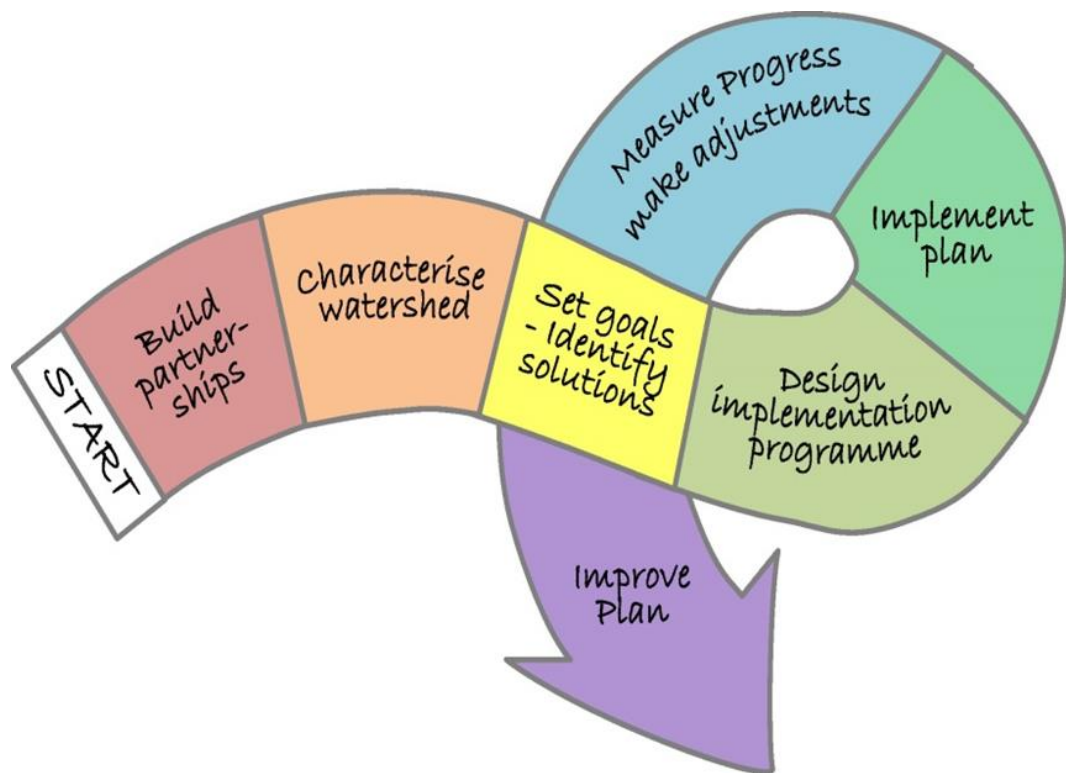 START
Build
partner-
ships
Characterise
watershed
Set goals
- Identify
solutions
Design
implementation
programme
Implement
plan
Measure Progress
make adjustments
Improve
Plan